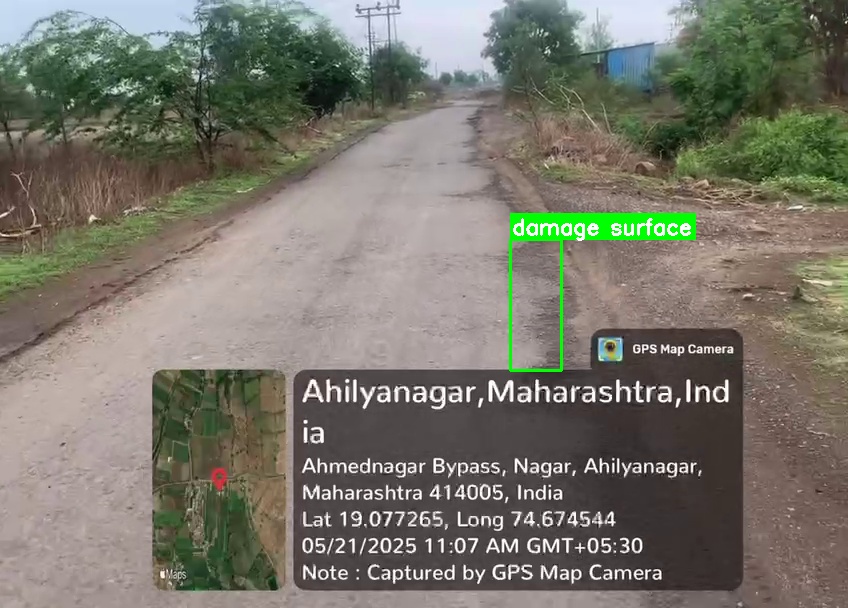 damage surface
GPS Map Camera
Ahilyanagar,Maharashtra,Ind
ia
Ahmednagar Bypass, Nagar, Ahilyanagar,
Maharashtra 414005, India
Lat 19.077265, Long 74.674544
05/21/2025 11:07 AM GMT+05:30
Note : Captured by GPS Map Camera
Maps